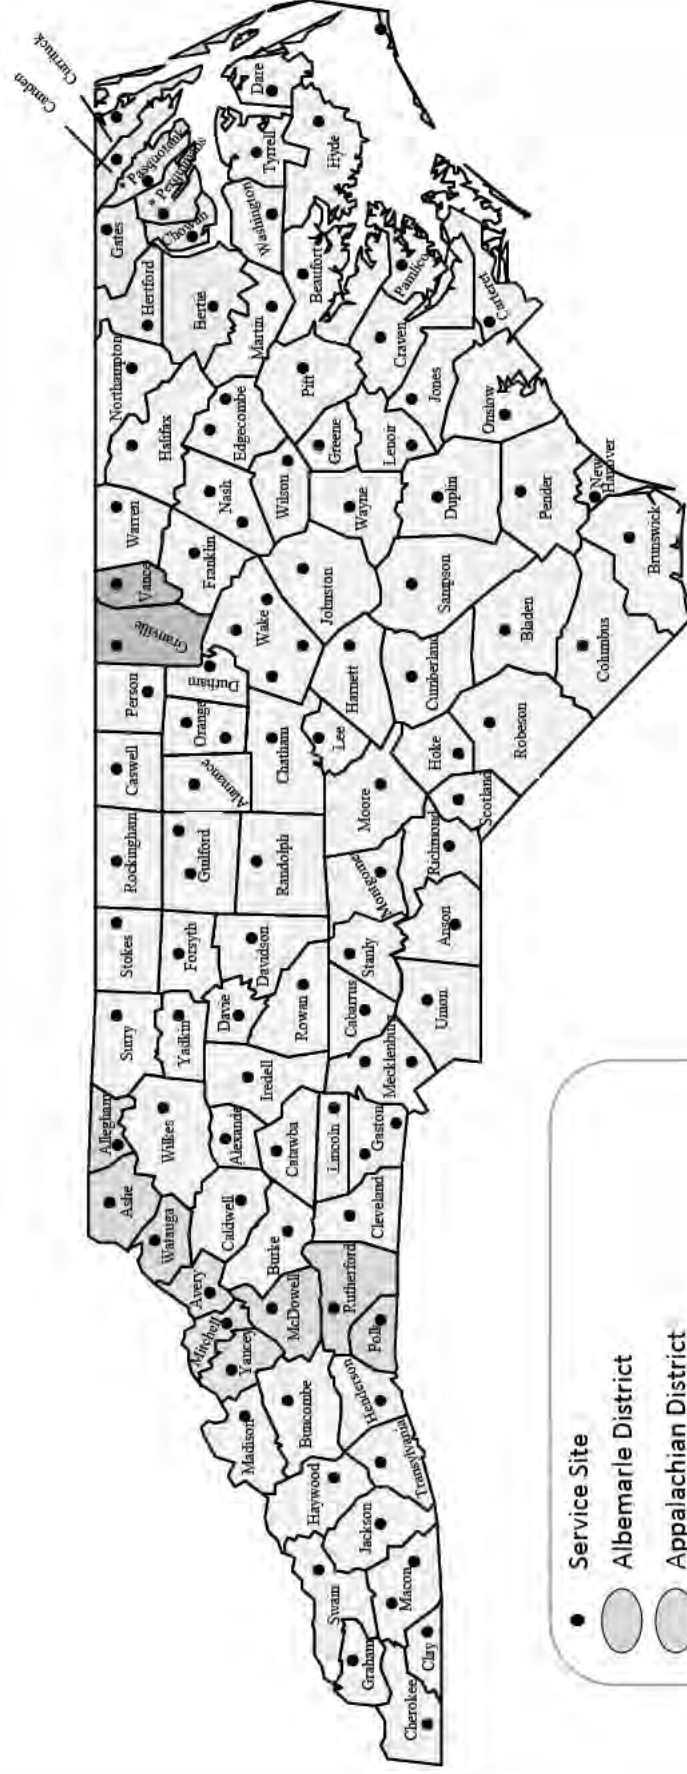 Camden
Currituck
Gates
* Pasquotank
* Perquimans
Chowan
Hertford
Northampton
Bertie
Halifax
Warren
Vance
Granville
Person
Caswell
Rockingham
Stokes
Surry
Allegham
Ashe
Watauga
Wilkes
Yadkin
Forsyth
Guilford
Alamance
Orange
Durham
Franklin
Nash
Edgecombe
Martin
Washington
Tyrrell
Dare
Hyde
Beaufort
Pitt
Wilson
Wake
Chatham
Randolph
Davidson
Davie
Iredell
Alexande
Caldwell
Avery
Mitchell
Yancey
Madison
McDowell
Burke
Catawba
Rowan
Johnston
Greene
Wayne
Lenoir
Craven
Pamlico
Carteret
Jones
Onslow
Duplin
Sampson
Harnett
Lee
Moore
Montgome
Stanly
Cabarrus
Lincoln
Gaston
Mecklenburg
Cleveland
Rutherford
Polk
Henderson
Buncombe
Haywood
Transylvania
Jackson
Swain
Macon
Graham
Clay
Cherokee
Union
Anson
Richmond
Scotland
Hoke
Cumberland
Robeson
Bladen
Pender
New
Hanover
Brunswick
Columbus
Service Site
Albemarle District
Appalachian District